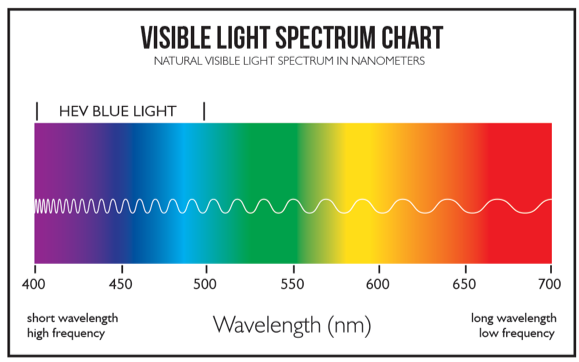 VISIBLE LIGHT SPECTRUM CHART
NATURAL VISIBLE LIGHT SPECTRUM IN NANOMETERS
HEV BLUE LIGHT
400 450 500 550 600 650 700
short wavelength
high frequency
Wavelength (nm)
long wavelength
low frequency